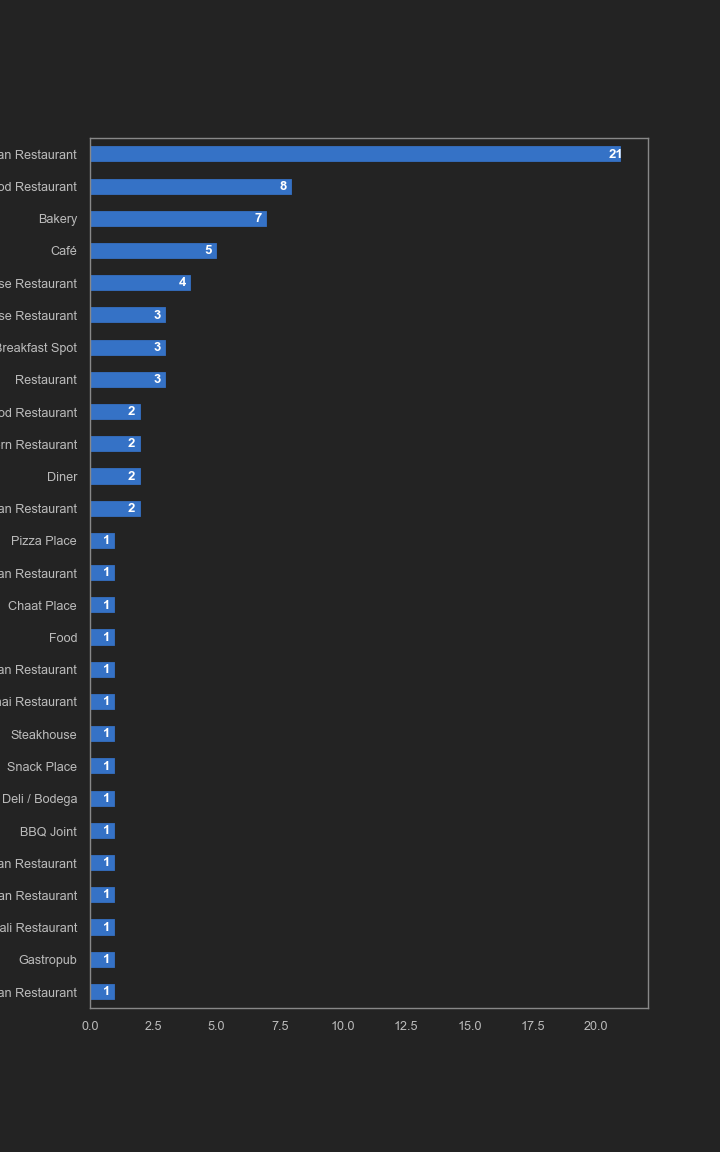 an Restaurant 21
od Restaurant 8
Bakery 7
Café 5
se Restaurant 4
se Restaurant 3
Breakfast Spot 3
Restaurant 3
od Restaurant 2
rn Restaurant 2
Diner 2
an Restaurant 2
Pizza Place 1
an Restaurant 1
Chaat Place 1
Food 1
an Restaurant 1
ai Restaurant 1
Steakhouse 1
Snack Place 1
Deli / Bodega 1
BBQ Joint 1
an Restaurant 1
an Restaurant 1
ali Restaurant 1
Gastropub 1
an Restaurant 1
0.0 2.5 5.0 7.5 10.0 12.5 15.0 17.5 20.0